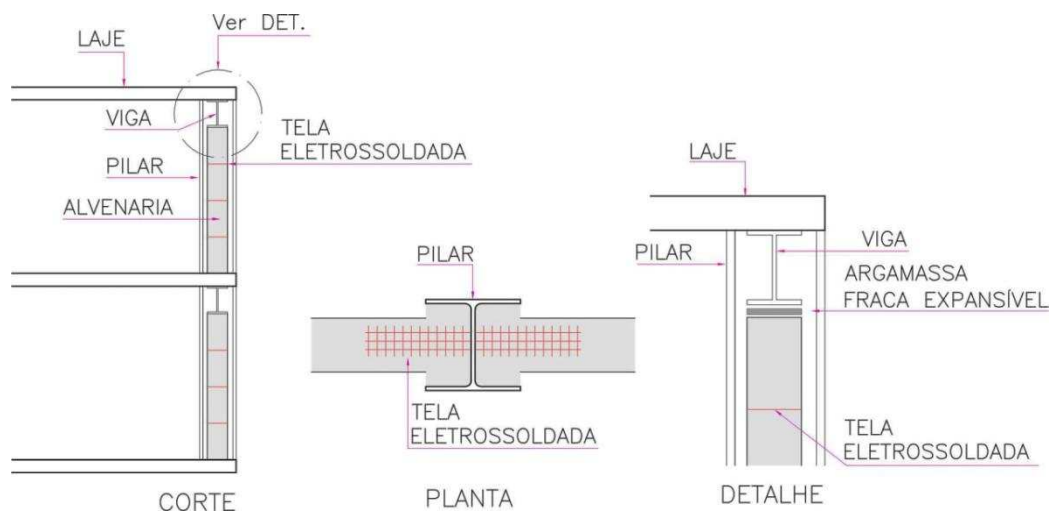 Ver DET.
LAJE
VIGA
TELA
ELETROSSOLDADA
PILAR
ALVENARIA
CORTE
PILAR
TELA
ELETROSSOLDADA
PLANTA
LAJE
PILAR
VIGA
ARGAMASSA
FRACA EXPANSÍVEL
TELA
ELETROSSOLDADA
DETALHE